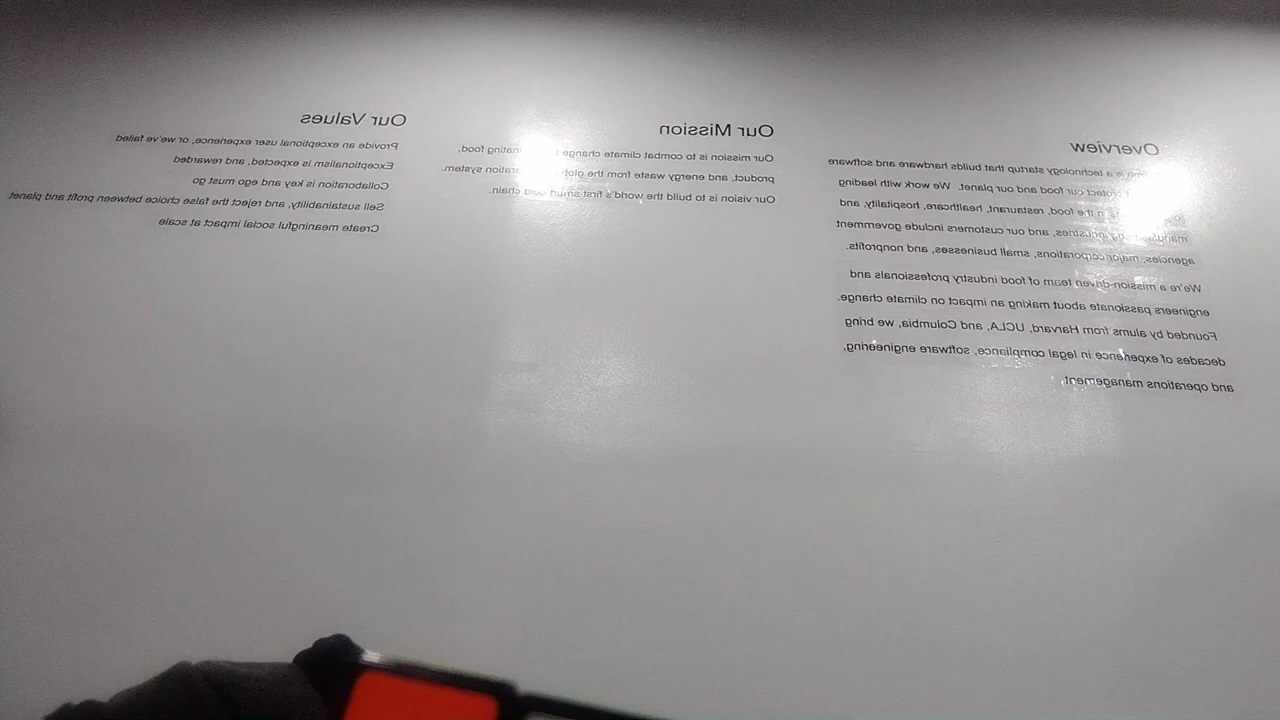 Overview
is a technology startup that builds hardware and software
protect our food and our planet. We work with leading
in the food, restaurant, healthcare, hospitality, and
industries, and our customers include government
agencies, major corporations, small businesses, and nonprofits.
We're a mission-driven team of food industry professionals and
engineers passionate about making an impact on climate change.
Founded by alums from Harvard, UCLA, and Columbia, we bring
decades of experience in legal compliance, software engineering,
and operations management
Our Mission
Our mission is to combat climate change food,
product, and energy waste from the system.
Our vision is to build the world's first smart chain.
Our Values
Provide an exceptional user experience, or we've failed
Exceptionalism is expected, and rewarded
Collaboration is key and ego must go
Sell sustainability, and reject the false choice between profit and planet
Create meaningful social impact at scale